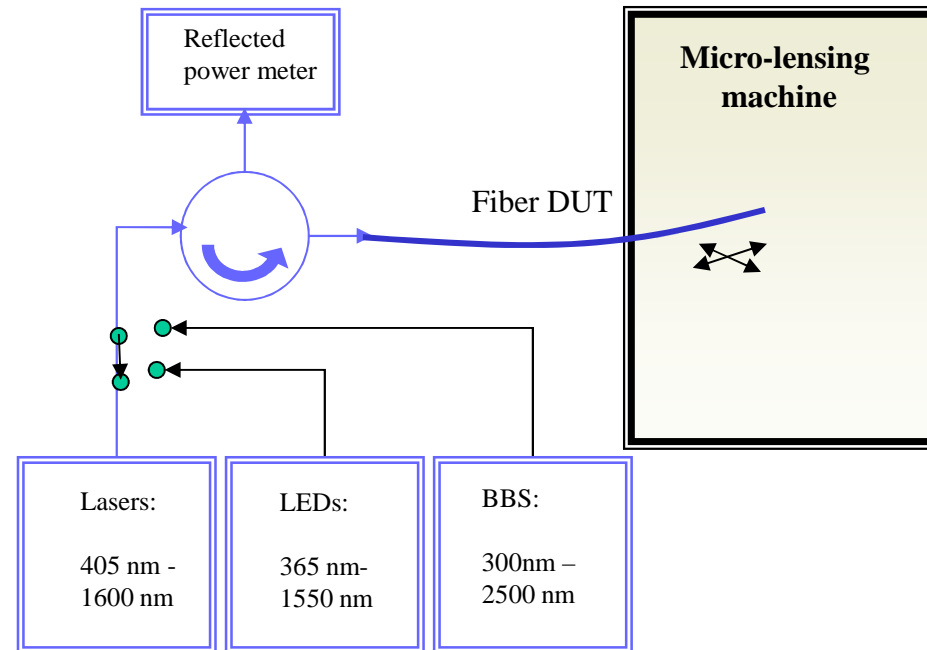 Reflected
power meter
Micro-lensing
machine
Fiber DUT
Lasers:
405 nm -
1600 nm
LEDs:
365 nm-
1550 nm
BBS:
300nm –
2500 nm